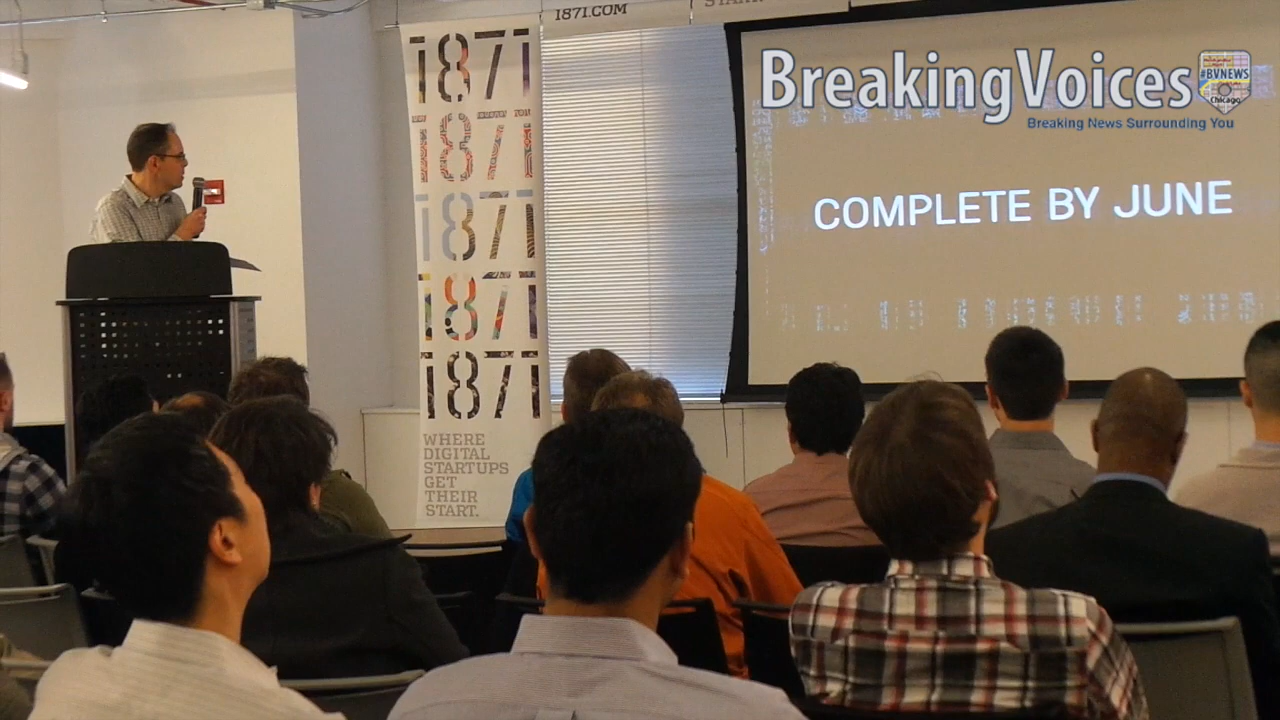 1871.COM
START.
1871
1871
1871
1871
1871
WHERE
DIGITAL
STARTUPS
GET
THEIR
START.
BreakingVoices
#BVNEWS
Chicago
Breaking News Surrounding You
COMPLETE BY JUNE